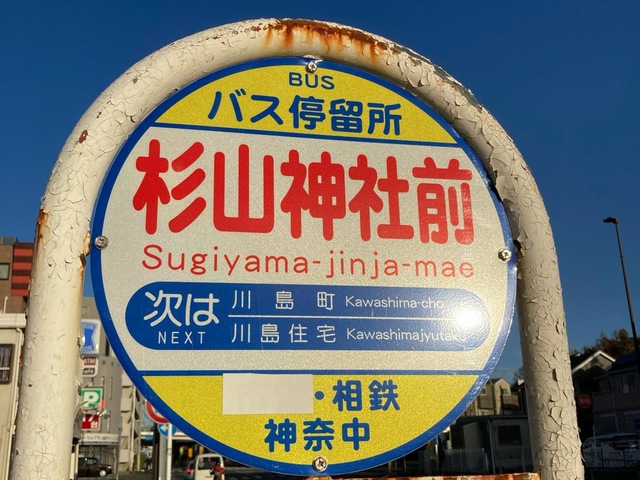 BUS
バス停留所
杉山神社前
Sugiyama-jinja-mae
次は
NEXT
川島町 Kawashima-cho
川島住宅 Kawashimajyutaku
・相鉄
神奈中
P